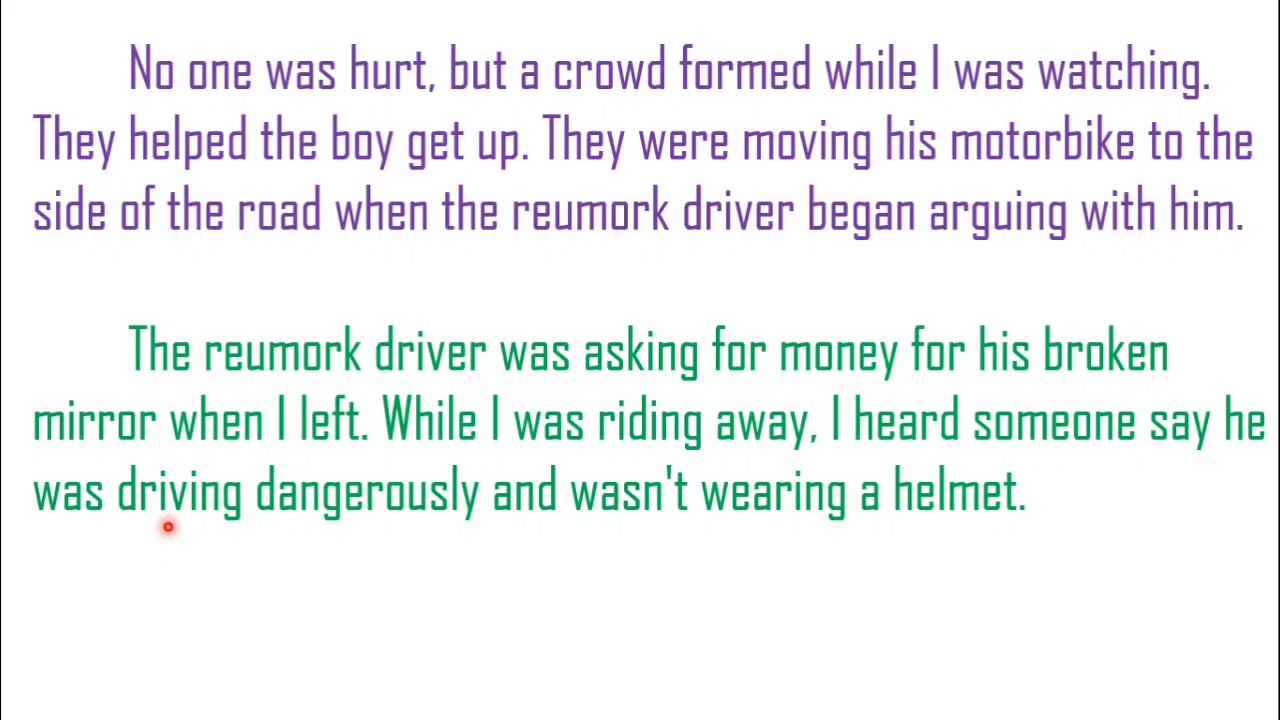 No one was hurt, but a crowd formed while I was watching.
They helped the boy get up. They were moving his motorbike to the
side of the road when the reumork driver began arguing with him.
The reumork driver was asking for money for his broken
mirror when I left. While I was riding away, I heard someone say he
was driving dangerously and wasn't wearing a helmet.